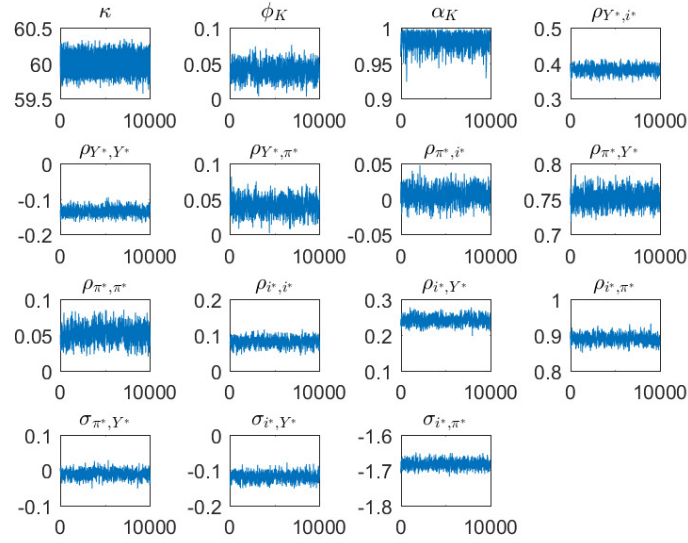 κ ϕ_K α_K ρ_{Y*,i*}
60.5 0.1 1 0.5
60 0.05 0.95 0.4
59.5 0 0.9 0.3
0 10000 0 10000 0 10000 0 10000
ρ_{Y*,Y*} ρ_{Y*,π*} ρ_{π*,i*} ρ_{π*,Y*}
0 0.1 0.05 0.8
-0.1 0.05 0 0.75
-0.2 0 -0.05 0.7
0 10000 0 10000 0 10000 0 10000
ρ_{π*,π*} ρ_{i*,i*} ρ_{i*,Y*} ρ_{i*,π*}
0.1 0.2 0.3 1
0.05 0.1 0.2 0.9
0 0 0.1 0.8
0 10000 0 10000 0 10000 0 10000
σ_{π*,Y*} σ_{i*,Y*} σ_{i*,π*}
0.1 0 -1.6
0 -0.1 -1.7
-0.1 -0.2 -1.8
0 10000 0 10000 0 10000